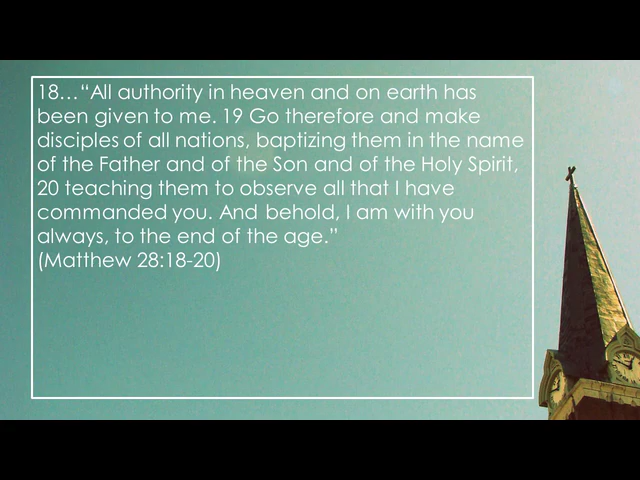 18…“All authority in heaven and on earth has
been given to me. 19 Go therefore and make
disciples of all nations, baptizing them in the name
of the Father and of the Son and of the Holy Spirit,
20 teaching them to observe all that I have
commanded you. And behold, I am with you
always, to the end of the age.”
(Matthew 28:18-20)